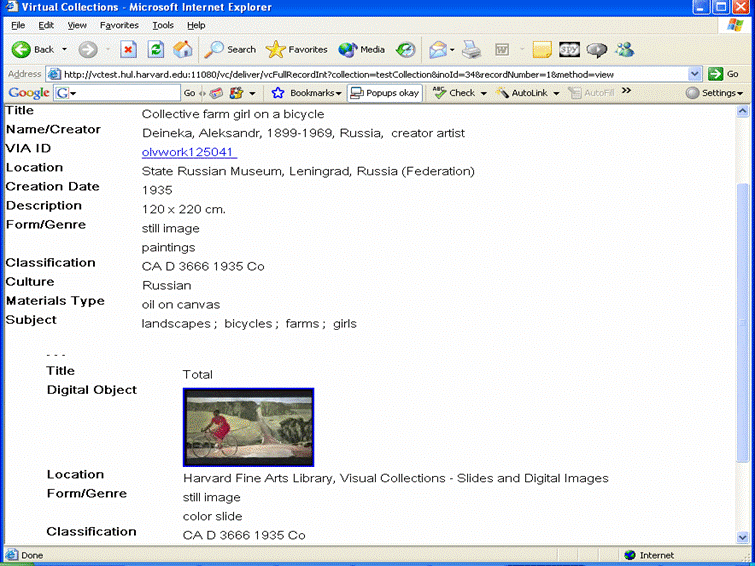 Virtual Collections - Microsoft Internet Explorer
File Edit View Favorites Tools Help
Back Search Favorites Media
Address http://vctest.hul.harvard.edu:11080/vc/deliver/vcFullRecordInt?collection=testCollection&inoId=34&recordNumber=1&method=view Go
Google G Go Bookmarks Popups okay Check AutoLink AutoFill Settings
Title Collective farm girl on a bicycle
Name/Creator Deineka, Aleksandr, 1899-1969, Russia, creator artist
VIA ID olvwork125041
Location State Russian Museum, Leningrad, Russia (Federation)
Creation Date 1935
Description 120 x 220 cm.
Form/Genre still image
paintings
Classification CA D 3666 1935 Co
Culture Russian
Materials Type oil on canvas
Subject landscapes ; bicycles ; farms ; girls
- - -
Title Total
Digital Object
Location Harvard Fine Arts Library, Visual Collections - Slides and Digital Images
Form/Genre still image
color slide
Classification CA D 3666 1935 Co
Done Internet